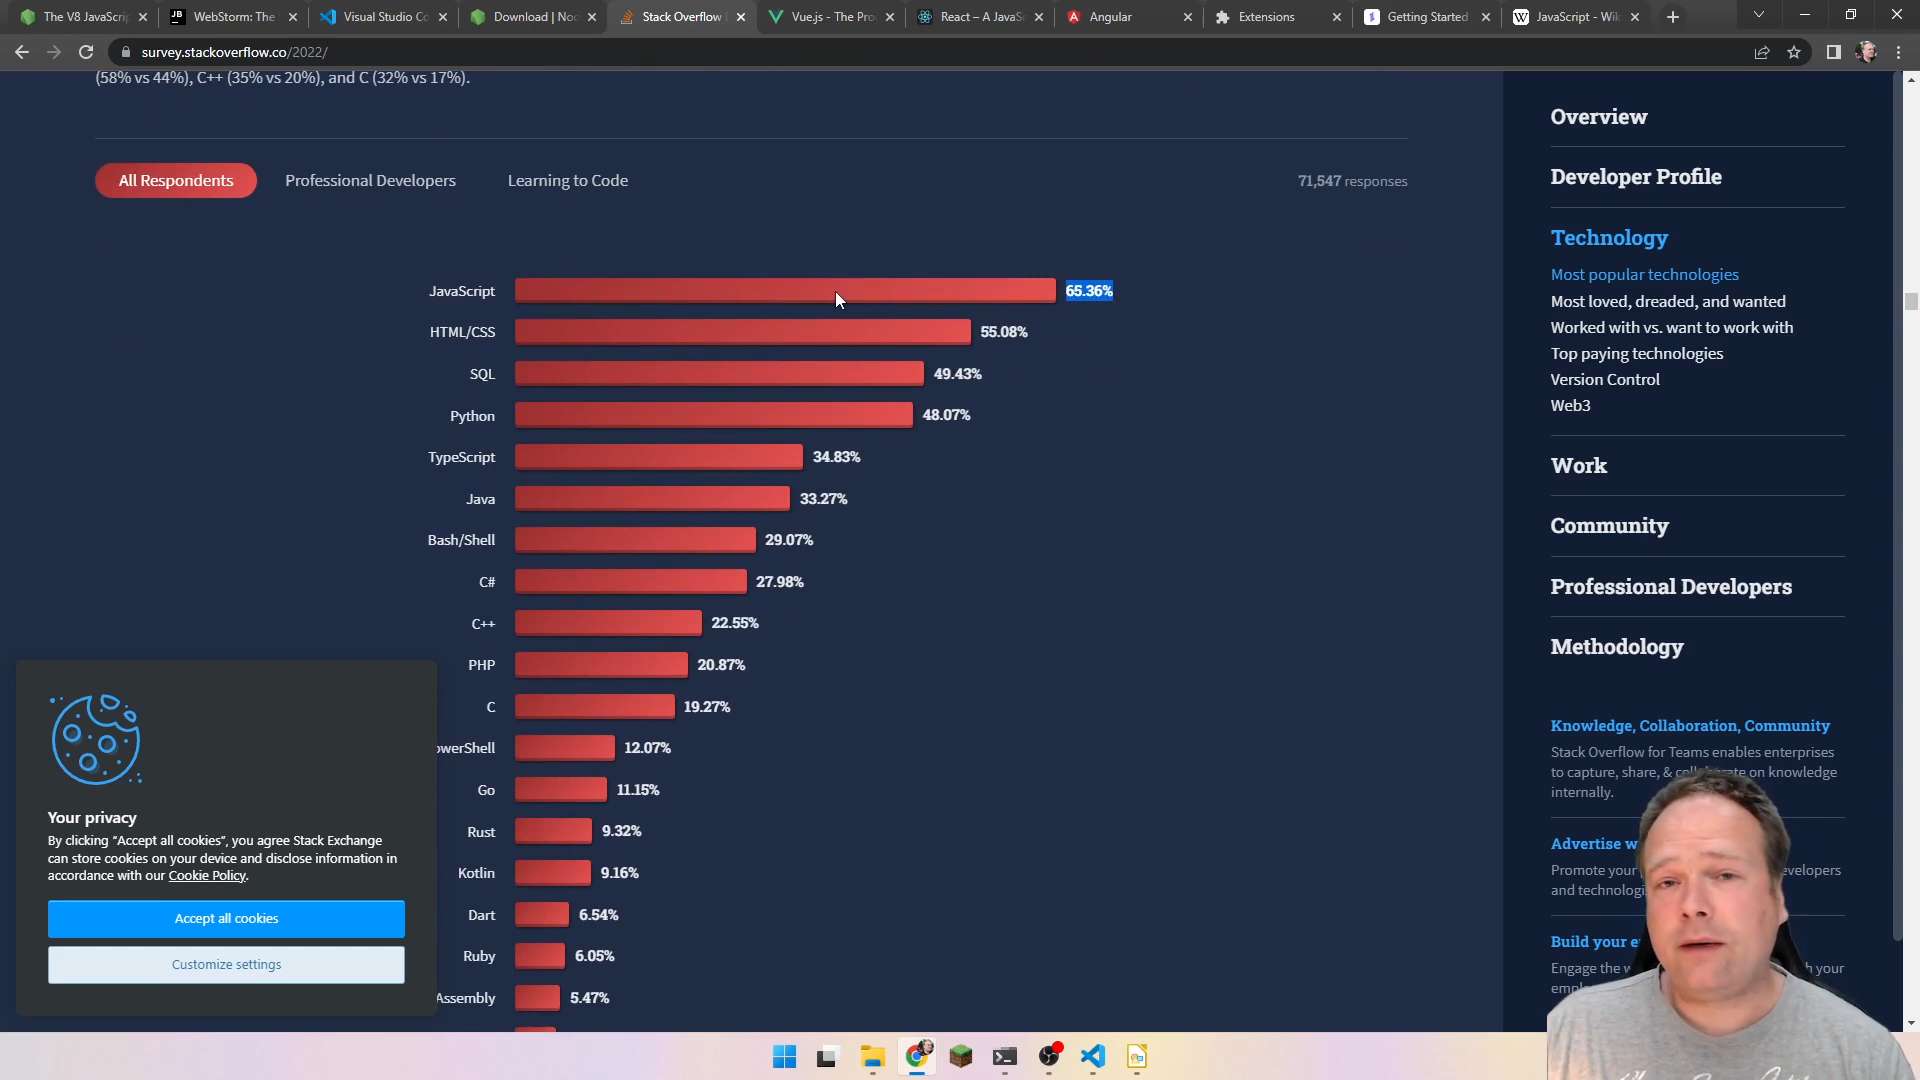 The V8 JavaScri
WebStorm: The
Visual Studio Co
Download | No
Stack Overflow
Vue.js - The Pro
React – A JavaSc
Angular
Extensions
Getting Started
JavaScript - Wik
survey.stackoverflow.co/2022/
(58% vs 44%), C++ (35% vs 20%), and C (32% vs 17%).
All Respondents
Professional Developers
Learning to Code
71,547 responses
JavaScript 65.36%
HTML/CSS 55.08%
SQL 49.43%
Python 48.07%
TypeScript 34.83%
Java 33.27%
Bash/Shell 29.07%
C# 27.98%
C++ 22.55%
PHP 20.87%
C 19.27%
owerShell 12.07%
Go 11.15%
Rust 9.32%
Kotlin 9.16%
Dart 6.54%
Ruby 6.05%
Assembly 5.47%
Your privacy
By clicking “Accept all cookies”, you agree Stack Exchange
can store cookies on your device and disclose information in
accordance with our Cookie Policy.
Accept all cookies
Customize settings
Overview
Developer Profile
Technology
Most popular technologies
Most loved, dreaded, and wanted
Worked with vs. want to work with
Top paying technologies
Version Control
Web3
Work
Community
Professional Developers
Methodology
Knowledge, Collaboration, Community
Stack Overflow for Teams enables enterprises
to capture, share, & on knowledge
internally.
Advertise w
Promote your evelopers
and technologi
Build your e
Engage the w h your